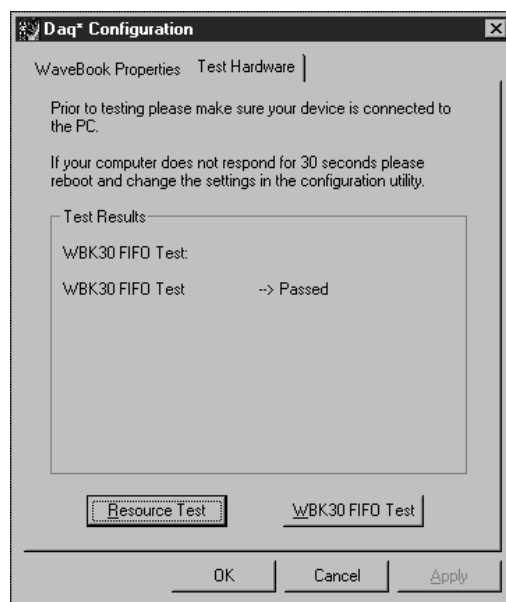 Daq* Configuration
WaveBook Properties
Test Hardware
Prior to testing please make sure your device is connected to
the PC.
If your computer does not respond for 30 seconds please
reboot and change the settings in the configuration utility.
Test Results
WBK30 FIFO Test:
WBK30 FIFO Test --> Passed
Resource Test
WBK30 FIFO Test
OK
Cancel
Apply